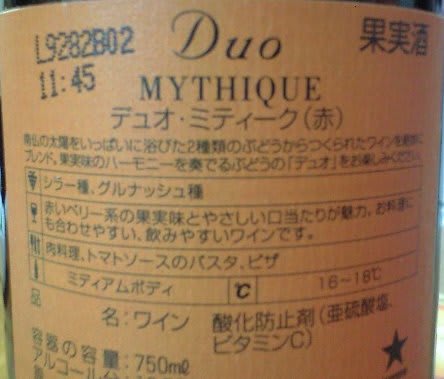 L9282B02
11:45
Duo
果実酒
MYTHIQUE
デュオ・ミティーク(赤)
南仏の太陽をいっぱいに浴びた2種類のぶどうからつくられたワインを絶妙に
ブレンド。果実味のハーモニーを奏でるぶどうの「デュオ」をお楽しみください。
シラー種、グルナッシュ種
赤いベリー系の果実味とやさしい口当たりが魅力。お料理に
も合わせやすい、飲みやすいワインです。
肉料理、トマトソースのパスタ、ピザ
ミディアムボディ ℃ 16~18℃
品
名:ワイン 酸化防止剤(亜硫酸塩、
ビタミンC)
容器の容量:750mℓ
アルコール分